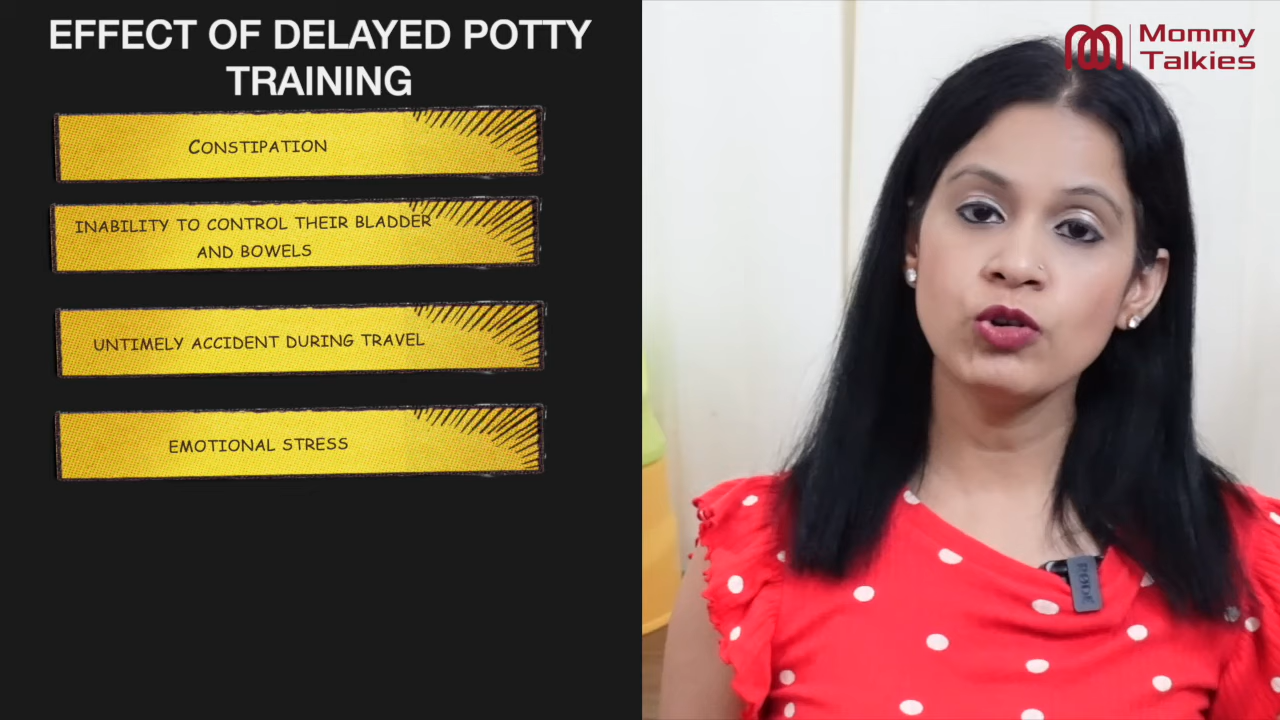 EFFECT OF DELAYED POTTY
TRAINING
CONSTIPATION
INABILITY TO CONTROL THEIR BLADDER
AND BOWELS
UNTIMELY ACCIDENT DURING TRAVEL
EMOTIONAL STRESS
Mommy
Talkies
RODE